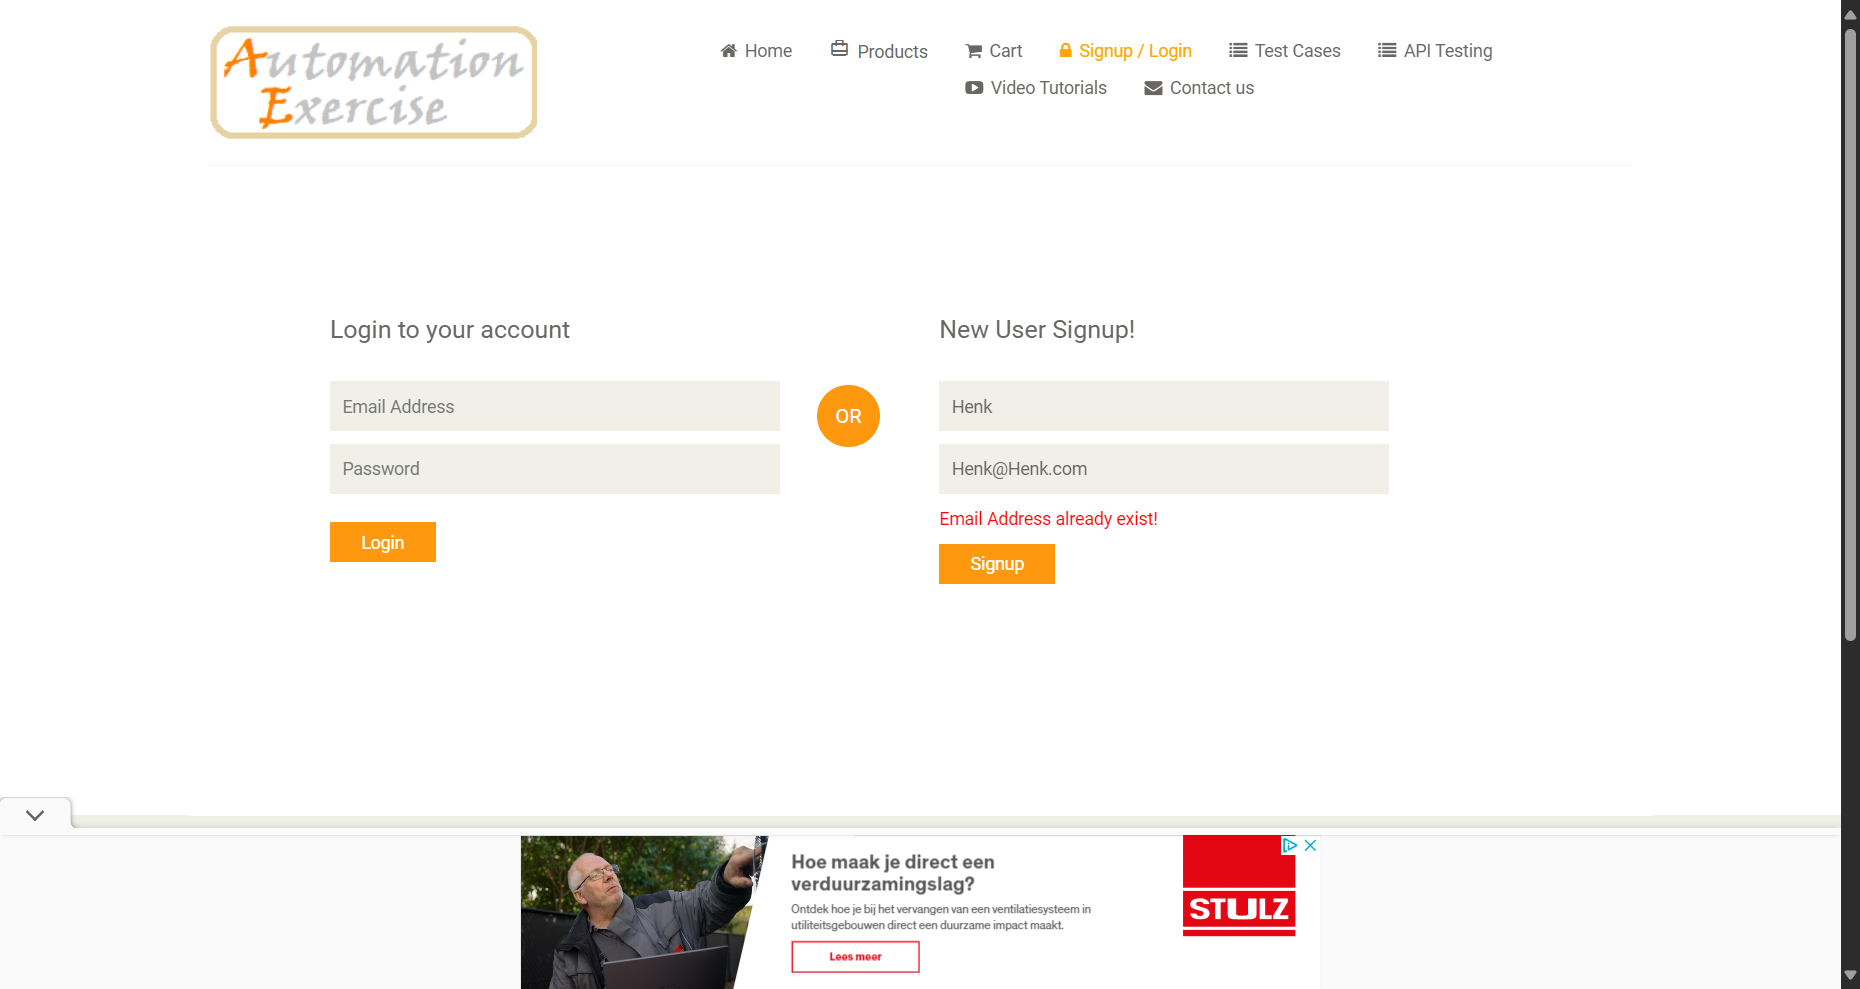 Automation
Exercise
Home
Products
Cart
Signup / Login
Test Cases
API Testing
Video Tutorials
Contact us
Login to your account
Email Address
Password
Login
OR
New User Signup!
Henk
Henk@Henk.com
Email Address already exist!
Signup
Hoe maak je direct een
verduurzamingslag?
Ontdek hoe je bij het vervangen van een ventilatiesysteem in
utiliteitsgebouwen direct een duurzame impact maakt.
Lees meer
STULZ